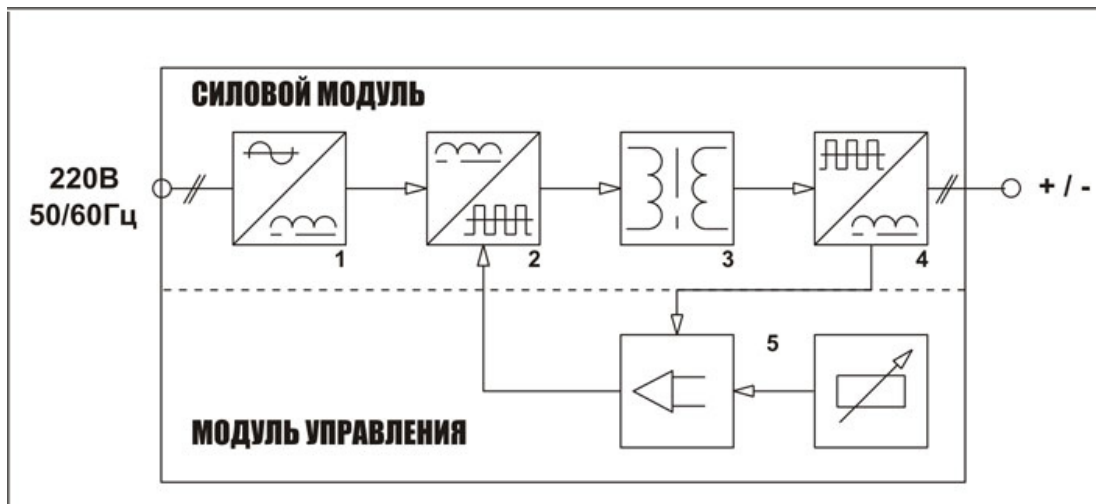 СИЛОВОЙ МОДУЛЬ
220В
50/60Гц
+ / -
1
2
3
4
5
МОДУЛЬ УПРАВЛЕНИЯ